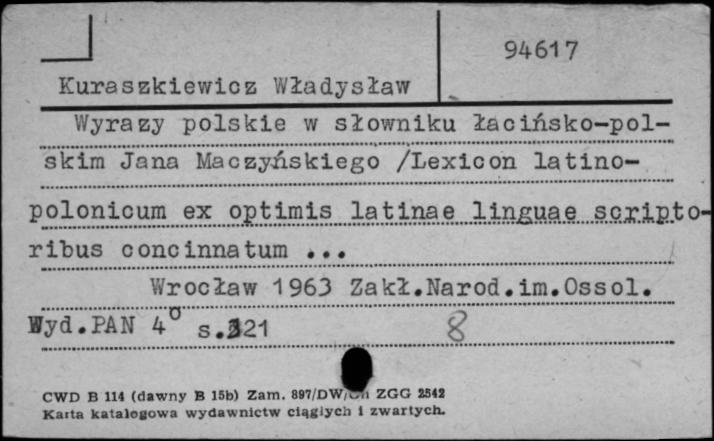 94617
Kuraszkiewicz Władysław
Wyrazy polskie w słowniku łacińsko-pol-
skim Jana Maczyńskiego /Lexicon latino-
polonicum ex optimis latinae linguae scripto-
ribus concinnatum ...
Wrocław 1963 Zakł.Narod.im.Ossol.
Wyd.PAN 4° s.321 8
CWD B 114 (dawny B 15b) Zam. 897/DW/ ZGG 2542
Karta katalogowa wydawnictw ciągłych i zwartych.